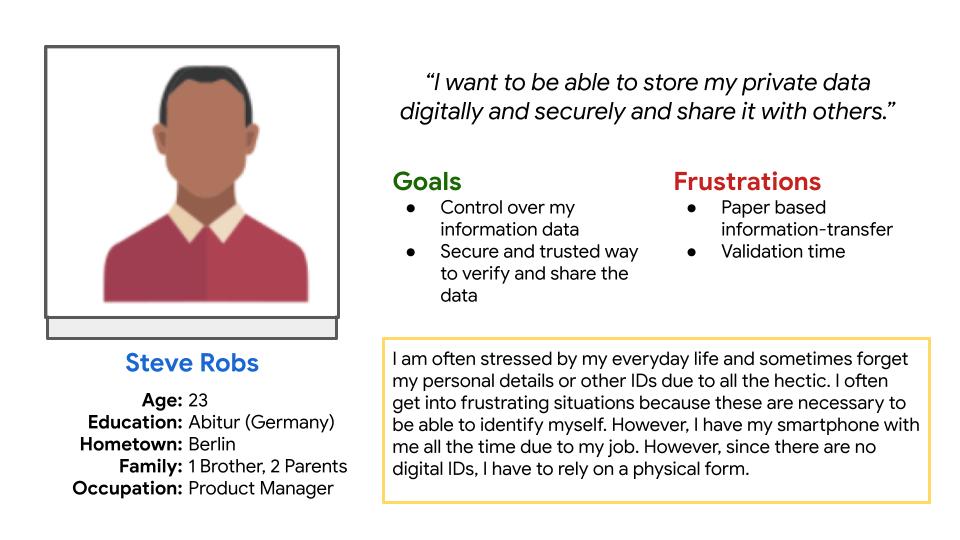 “I want to be able to store my private data
digitally and securely and share it with others.”
Goals
● Control over my
information data
● Secure and trusted way
to verify and share the
data
Frustrations
● Paper based
information-transfer
● Validation time
Steve Robs
Age: 23
Education: Abitur (Germany)
Hometown: Berlin
Family: 1 Brother, 2 Parents
Occupation: Product Manager
I am often stressed by my everyday life and sometimes forget
my personal details or other IDs due to all the hectic. I often
get into frustrating situations because these are necessary to
be able to identify myself. However, I have my smartphone with
me all the time due to my job. However, since there are no
digital IDs, I have to rely on a physical form.